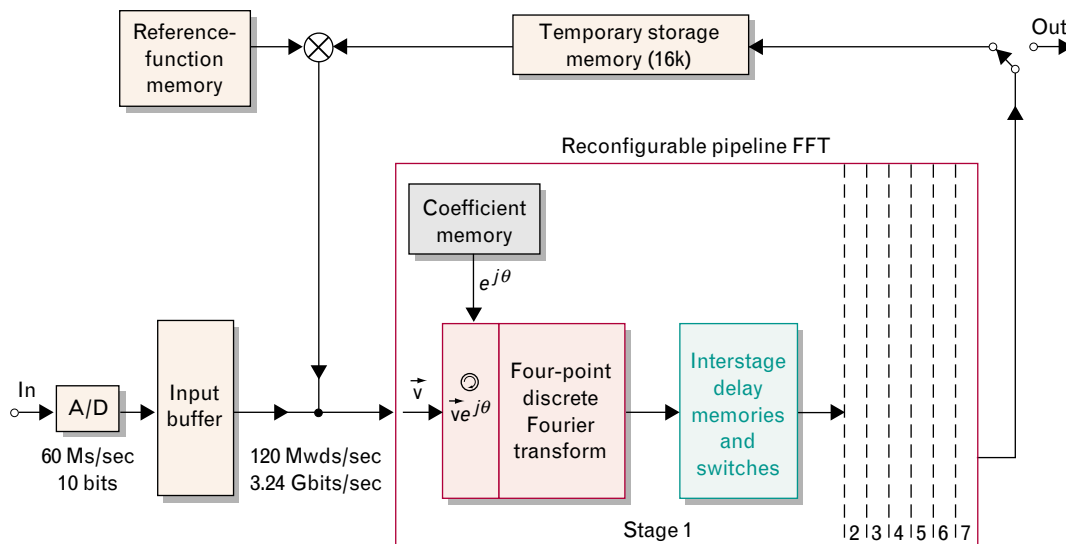 Reference-
function
memory
Temporary storage
memory (16k)
Out
Reconfigurable pipeline FFT
Coefficient
memory
e^{jθ}
In
A/D
60 Ms/sec
10 bits
Input
buffer
120 Mwds/sec
3.24 Gbits/sec
v⃗
v⃗e^{jθ}
Four-point
discrete
Fourier
transform
Interstage
delay
memories
and
switches
Stage 1
2 3 4 5 6 7